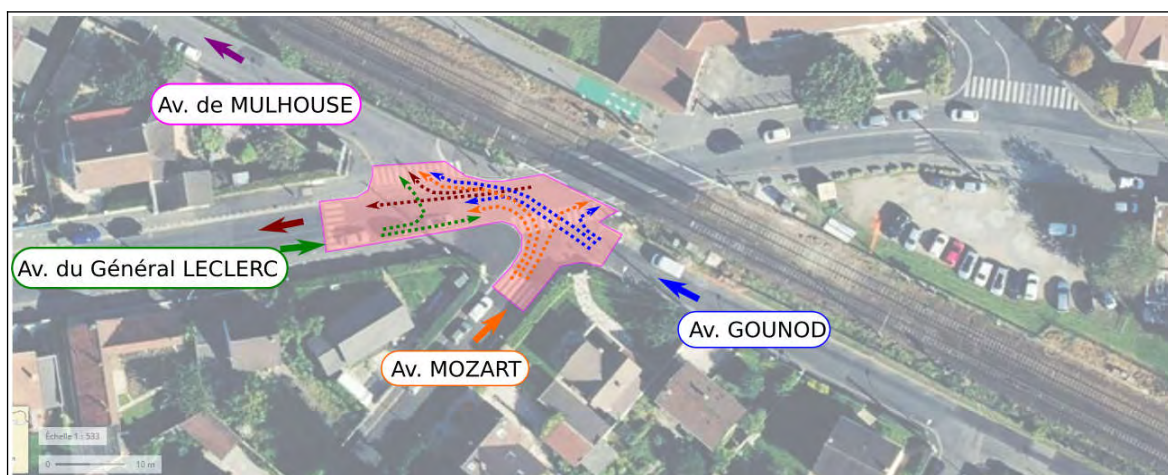 Av. de MULHOUSE
Av. du Général LECLERC
Av. GOUNOD
Av. MOZART
Échelle 1 : 533
0 10 m